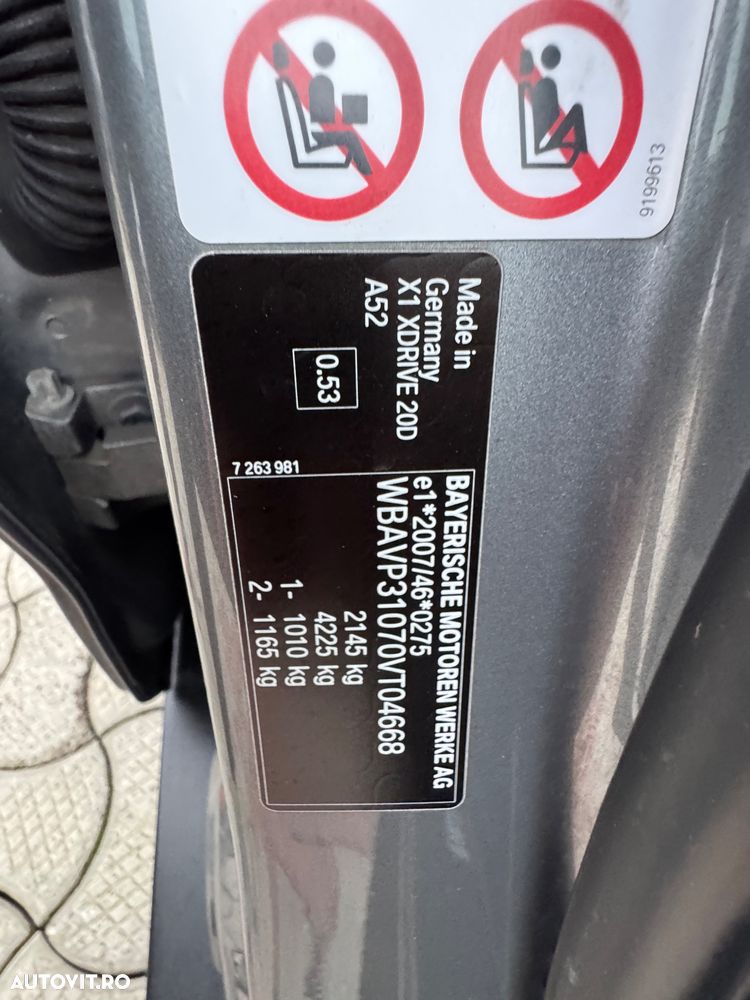 9199613
Made in
Germany
X1 XDRIVE 20D
A52
0.53
7 263 981
BAYERISCHE MOTOREN WERKE AG
e1*2007/46*0275
WBAVP31070VT04668
2145 kg
4225 kg
1- 1010 kg
2- 1165 kg
AUTOVIT.RO